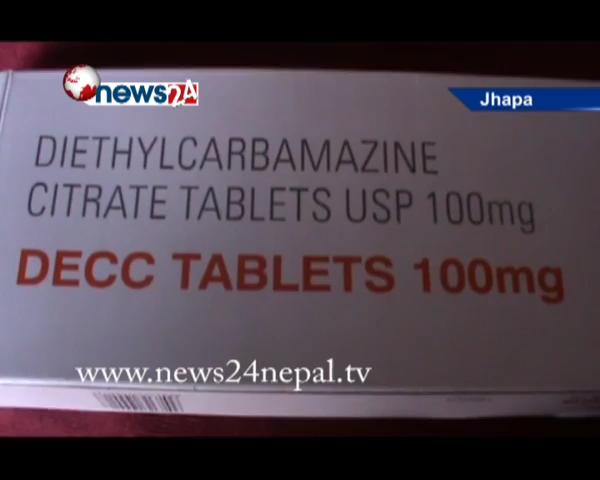 news24
Jhapa
DIETHYLCARBAMAZINE
CITRATE TABLETS USP 100mg
DECC TABLETS 100mg
www.news24nepal.tv